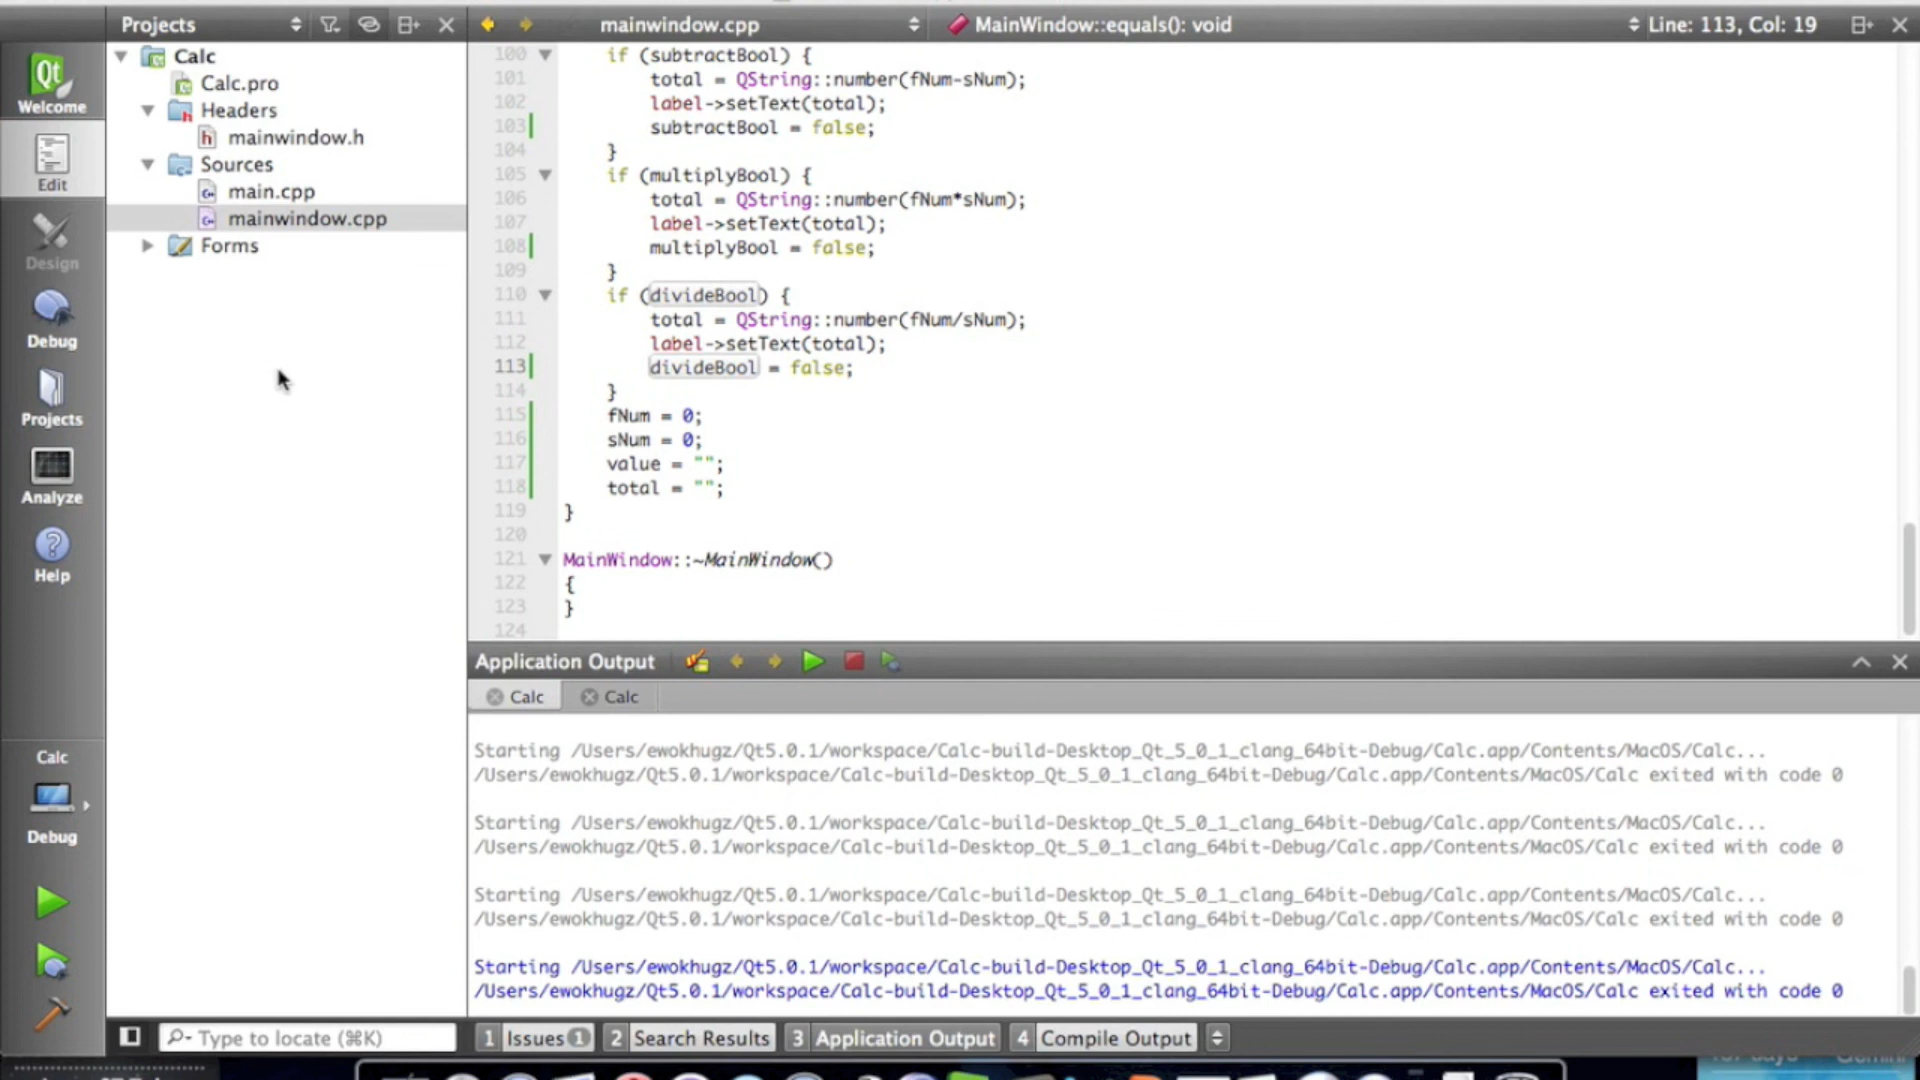 Projects
mainwindow.cpp
MainWindow::equals(): void
Line: 113, Col: 19
Qt
Welcome
Edit
Design
Debug
Projects
Analyze
Help
Calc
Debug
Calc
Calc.pro
Headers
h mainwindow.h
Sources
main.cpp
mainwindow.cpp
Forms
100 if (subtractBool) {
101 total = QString::number(fNum-sNum);
102 label->setText(total);
103 subtractBool = false;
104 }
105 if (multiplyBool) {
106 total = QString::number(fNum*sNum);
107 label->setText(total);
108 multiplyBool = false;
109 }
110 if (divideBool) {
111 total = QString::number(fNum/sNum);
112 label->setText(total);
113 divideBool = false;
114 }
115 fNum = 0;
116 sNum = 0;
117 value = "";
118 total = "";
119 }
120
121 MainWindow::~MainWindow()
122 {
123 }
124
Application Output
Calc
Calc
Starting /Users/ewokhugz/Qt5.0.1/workspace/Calc-build-Desktop_Qt_5_0_1_clang_64bit-Debug/Calc.app/Contents/MacOS/Calc...
/Users/ewokhugz/Qt5.0.1/workspace/Calc-build-Desktop_Qt_5_0_1_clang_64bit-Debug/Calc.app/Contents/MacOS/Calc exited with code 0
Starting /Users/ewokhugz/Qt5.0.1/workspace/Calc-build-Desktop_Qt_5_0_1_clang_64bit-Debug/Calc.app/Contents/MacOS/Calc...
/Users/ewokhugz/Qt5.0.1/workspace/Calc-build-Desktop_Qt_5_0_1_clang_64bit-Debug/Calc.app/Contents/MacOS/Calc exited with code 0
Starting /Users/ewokhugz/Qt5.0.1/workspace/Calc-build-Desktop_Qt_5_0_1_clang_64bit-Debug/Calc.app/Contents/MacOS/Calc...
/Users/ewokhugz/Qt5.0.1/workspace/Calc-build-Desktop_Qt_5_0_1_clang_64bit-Debug/Calc.app/Contents/MacOS/Calc exited with code 0
Starting /Users/ewokhugz/Qt5.0.1/workspace/Calc-build-Desktop_Qt_5_0_1_clang_64bit-Debug/Calc.app/Contents/MacOS/Calc...
/Users/ewokhugz/Qt5.0.1/workspace/Calc-build-Desktop_Qt_5_0_1_clang_64bit-Debug/Calc.app/Contents/MacOS/Calc exited with code 0
Type to locate (⌘K)
1 Issues 1
2 Search Results
3 Application Output
4 Compile Output